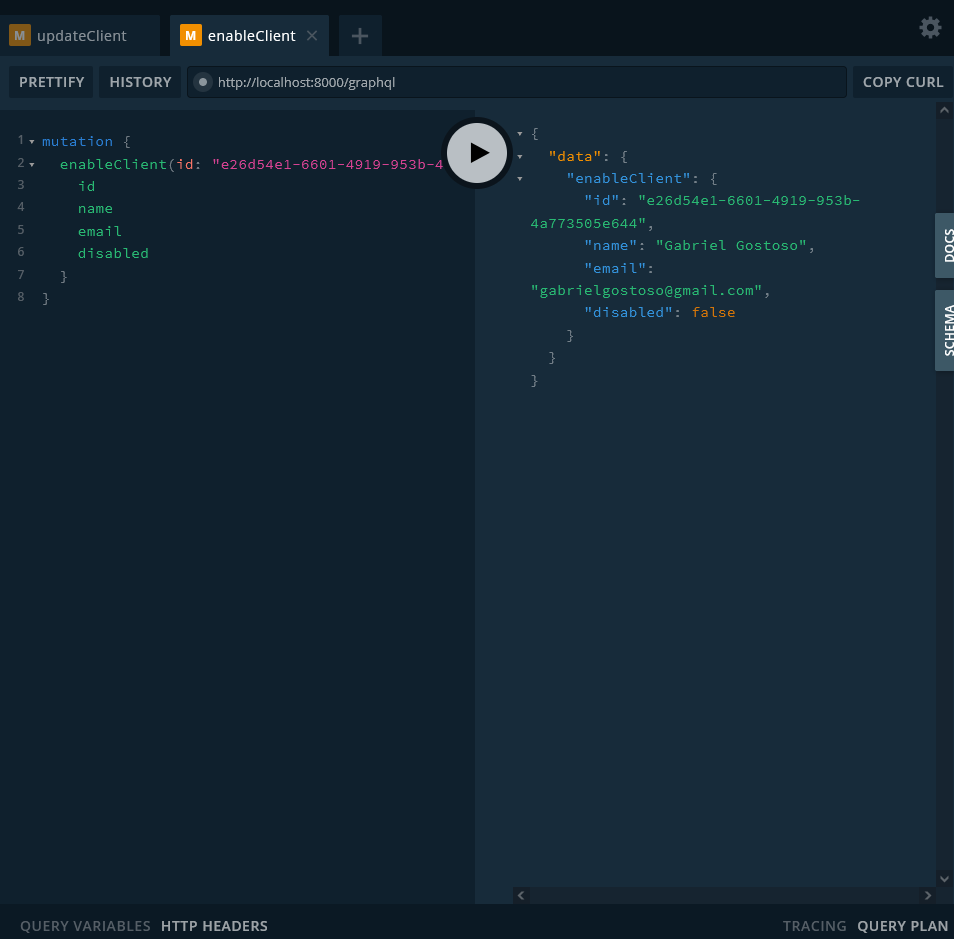 M updateClient
M enableClient × +
PRETTIFY HISTORY http://localhost:8000/graphql COPY CURL
1 mutation {
2 enableClient(id: "e26d54e1-6601-4919-953b-4
3 id
4 name
5 email
6 disabled
7 }
8 }
{
"data": {
"enableClient": {
"id": "e26d54e1-6601-4919-953b-
4a773505e644",
"name": "Gabriel Gostoso",
"email":
"gabrielgostoso@gmail.com",
"disabled": false
}
}
}
DOCS
SCHEMA
QUERY VARIABLES HTTP HEADERS
TRACING QUERY PLAN